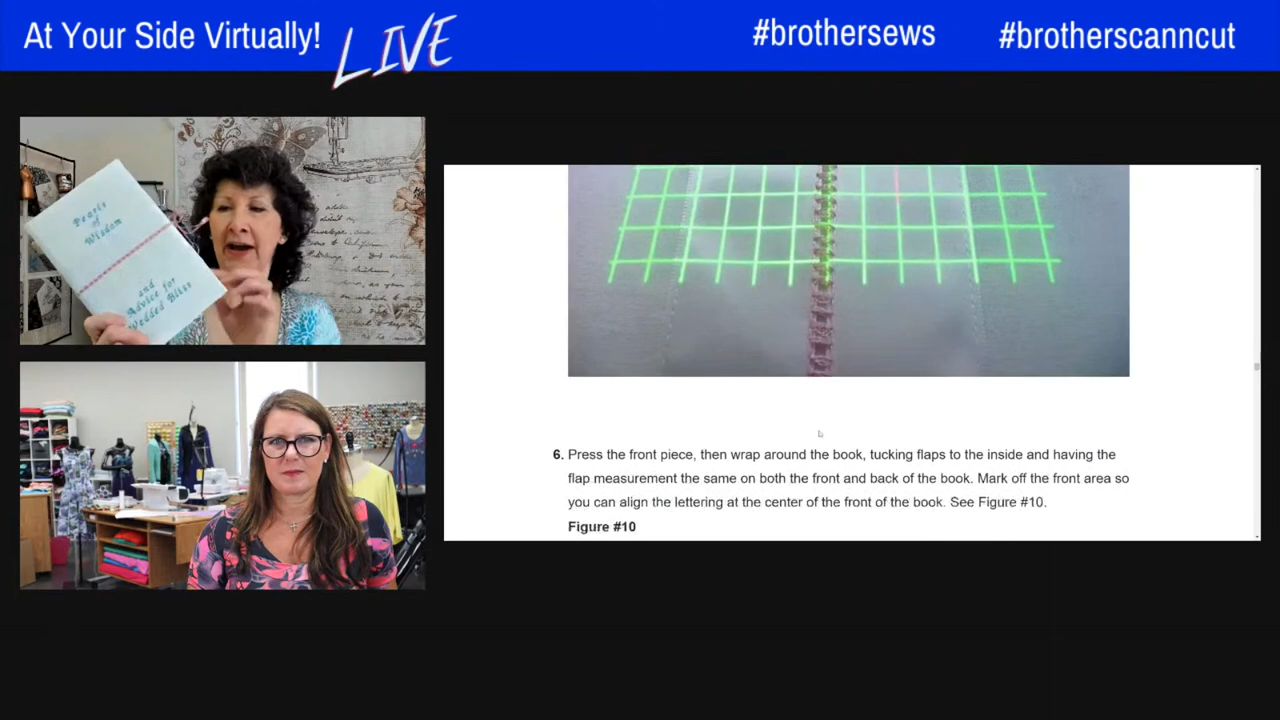 At Your Side Virtually!
LIVE
#brothersews
#brotherscanncut
Pearls
of
Wisdom
and
Advice for
Wedded Bliss
6. Press the front piece, then wrap around the book, tucking flaps to the inside and having the
flap measurement the same on both the front and back of the book. Mark off the front area so
you can align the lettering at the center of the front of the book. See Figure #10.
Figure #10